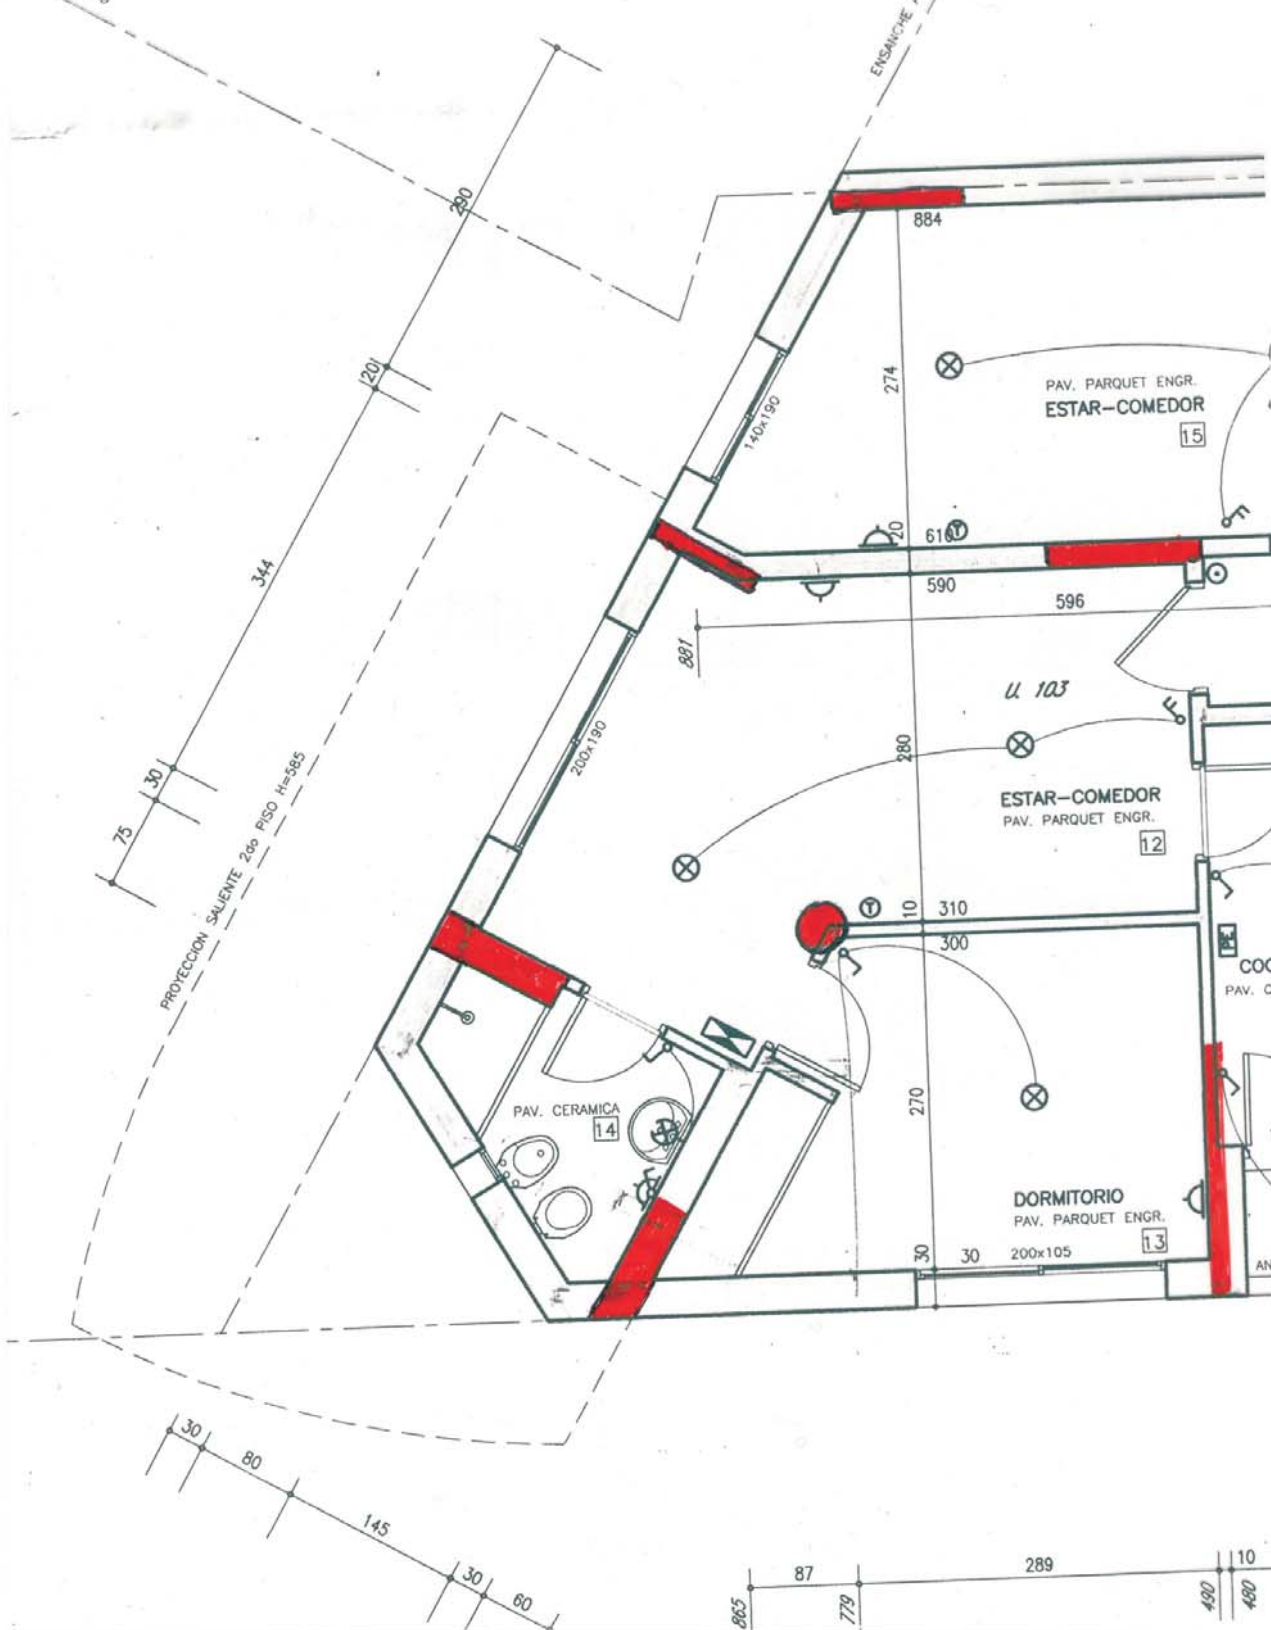 ENSANCHE
290
884
20
274
140x190
PAV. PARQUET ENGR.
ESTAR-COMEDOR
15
344
20
610
T
590
596
881
U. 103
200x190
280
ESTAR-COMEDOR
PAV. PARQUET ENGR.
12
30
75
PROYECCION SALIENTE 2do PISO H=585
T
10
310
300
PE
PAV.
270
PAV. CERAMICA
14
DORMITORIO
PAV. PARQUET ENGR.
13
30
30
200x105
30
80
145
30
60
87
289
10
865
779
490
480